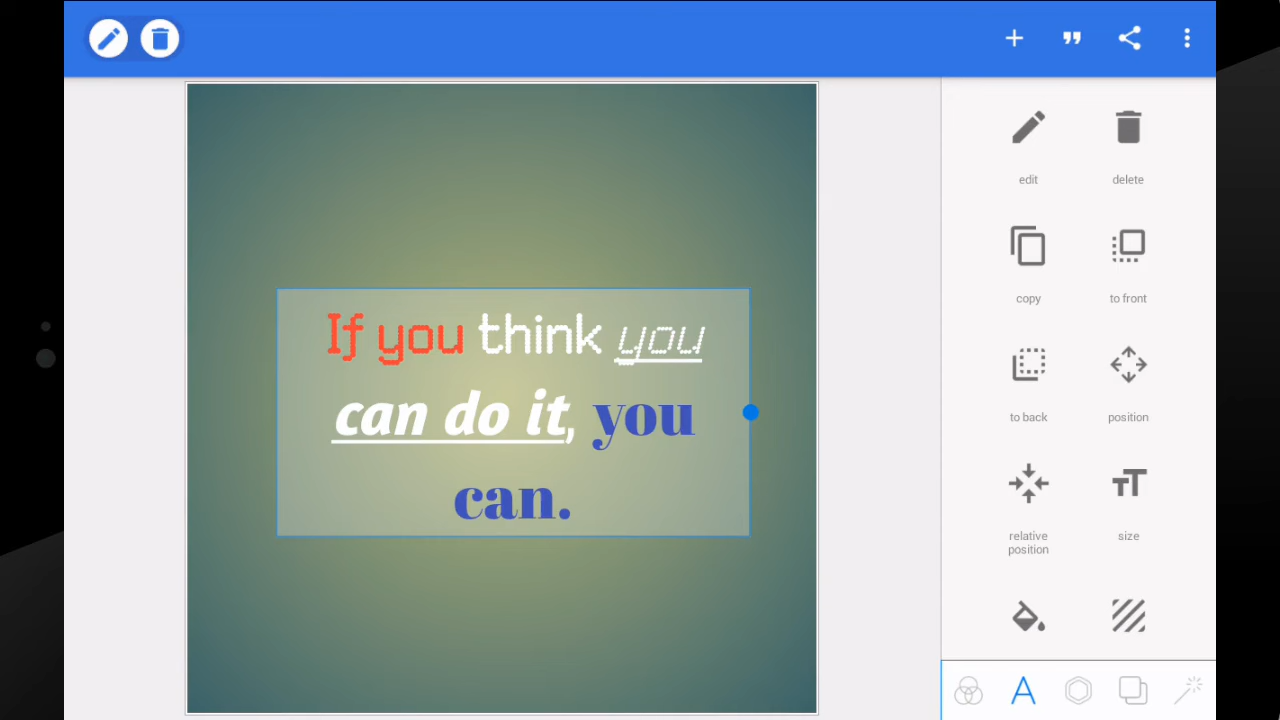 If you think you
can do it, you
can.
edit
delete
copy
to front
to back
position
relative
position
size